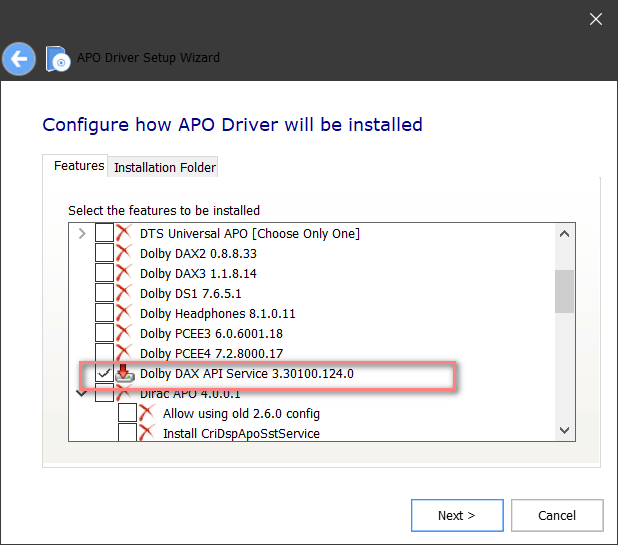 APO Driver Setup Wizard
Configure how APO Driver will be installed
Features
Installation Folder
Select the features to be installed
DTS Universal APO [Choose Only One]
Dolby DAX2 0.8.8.33
Dolby DAX3 1.1.8.14
Dolby DS1 7.6.5.1
Dolby Headphones 8.1.0.11
Dolby PCEE3 6.0.6001.18
Dolby PCEE4 7.2.8000.17
Dolby DAX API Service 3.30100.124.0
Dirac APO 4.0.0.1
Allow using old 2.6.0 config
Install CriDspApoSstService
Next >
Cancel